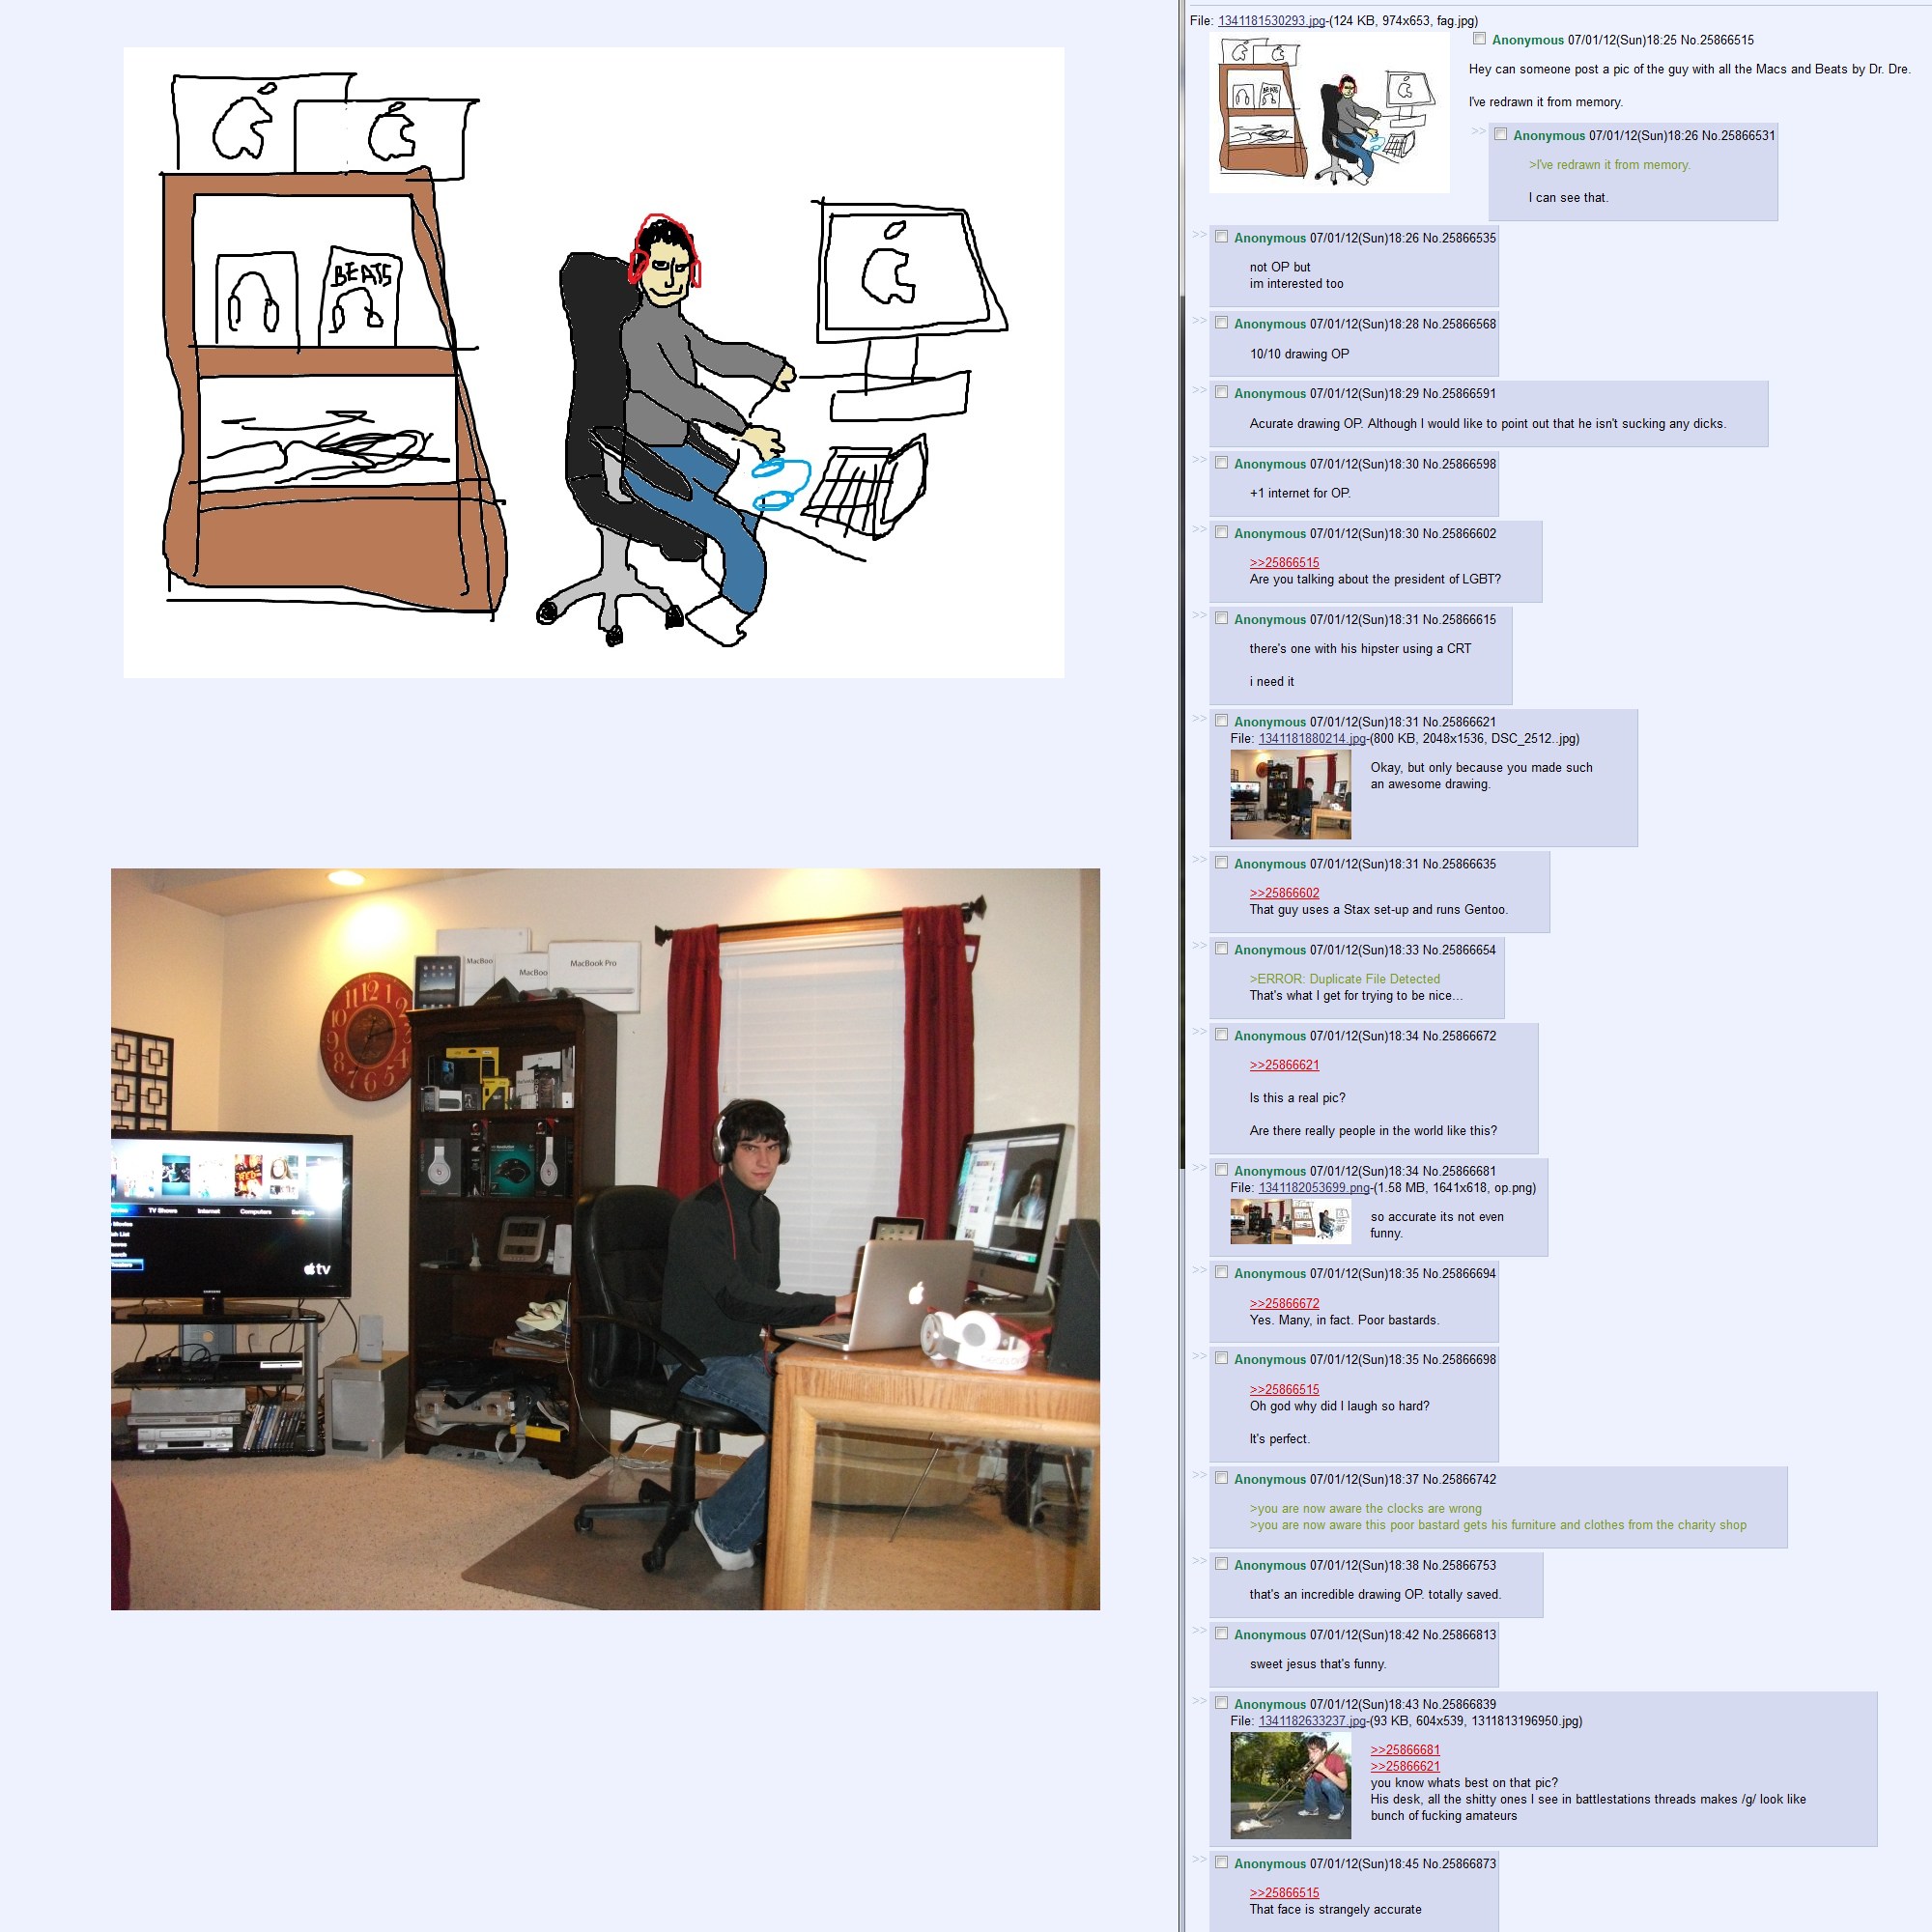 BEATS
MacBoo
MacBoo
MacBook Pro
TV Shows
Internet
Computers
Settings
Movies
tv
File: 1341181530293.jpg-(124 KB, 974x653, fag.jpg)
Anonymous 07/01/12(Sun)18:25 No.25866515
Hey can someone post a pic of the guy with all the Macs and Beats by Dr. Dre.
I've redrawn it from memory.
>> Anonymous 07/01/12(Sun)18:26 No.25866531
>I've redrawn it from memory.
I can see that.
>> Anonymous 07/01/12(Sun)18:26 No.25866535
not OP but
im interested too
>> Anonymous 07/01/12(Sun)18:28 No.25866568
10/10 drawing OP
>> Anonymous 07/01/12(Sun)18:29 No.25866591
Acurate drawing OP. Although I would like to point out that he isn't sucking any dicks.
>> Anonymous 07/01/12(Sun)18:30 No.25866598
+1 internet for OP.
>> Anonymous 07/01/12(Sun)18:30 No.25866602
>>25866515
Are you talking about the president of LGBT?
>> Anonymous 07/01/12(Sun)18:31 No.25866615
there's one with his hipster using a CRT
i need it
>> Anonymous 07/01/12(Sun)18:31 No.25866621
File: 1341181880214.jpg-(800 KB, 2048x1536, DSC_2512..jpg)
Okay, but only because you made such
an awesome drawing.
>> Anonymous 07/01/12(Sun)18:31 No.25866635
>>25866602
That guy uses a Stax set-up and runs Gentoo.
>> Anonymous 07/01/12(Sun)18:33 No.25866654
>ERROR: Duplicate File Detected
That's what I get for trying to be nice...
>> Anonymous 07/01/12(Sun)18:34 No.25866672
>>25866621
Is this a real pic?
Are there really people in the world like this?
>> Anonymous 07/01/12(Sun)18:34 No.25866681
File: 1341182053699.png-(1.58 MB, 1641x618, op.png)
so accurate its not even
funny.
>> Anonymous 07/01/12(Sun)18:35 No.25866694
>>25866672
Yes. Many, in fact. Poor bastards.
>> Anonymous 07/01/12(Sun)18:35 No.25866698
>>25866515
Oh god why did I laugh so hard?
It's perfect.
>> Anonymous 07/01/12(Sun)18:37 No.25866742
>you are now aware the clocks are wrong
>you are now aware this poor bastard gets his furniture and clothes from the charity shop
>> Anonymous 07/01/12(Sun)18:38 No.25866753
that's an incredible drawing OP. totally saved.
>> Anonymous 07/01/12(Sun)18:42 No.25866813
sweet jesus that's funny.
>> Anonymous 07/01/12(Sun)18:43 No.25866839
File: 1341182633237.jpg-(93 KB, 604x539, 1311813196950.jpg)
>>25866681
>>25866621
you know whats best on that pic?
His desk, all the shitty ones I see in battlestations threads makes /g/ look like
bunch of fucking amateurs
>> Anonymous 07/01/12(Sun)18:45 No.25866873
>>25866515
That face is strangely accurate